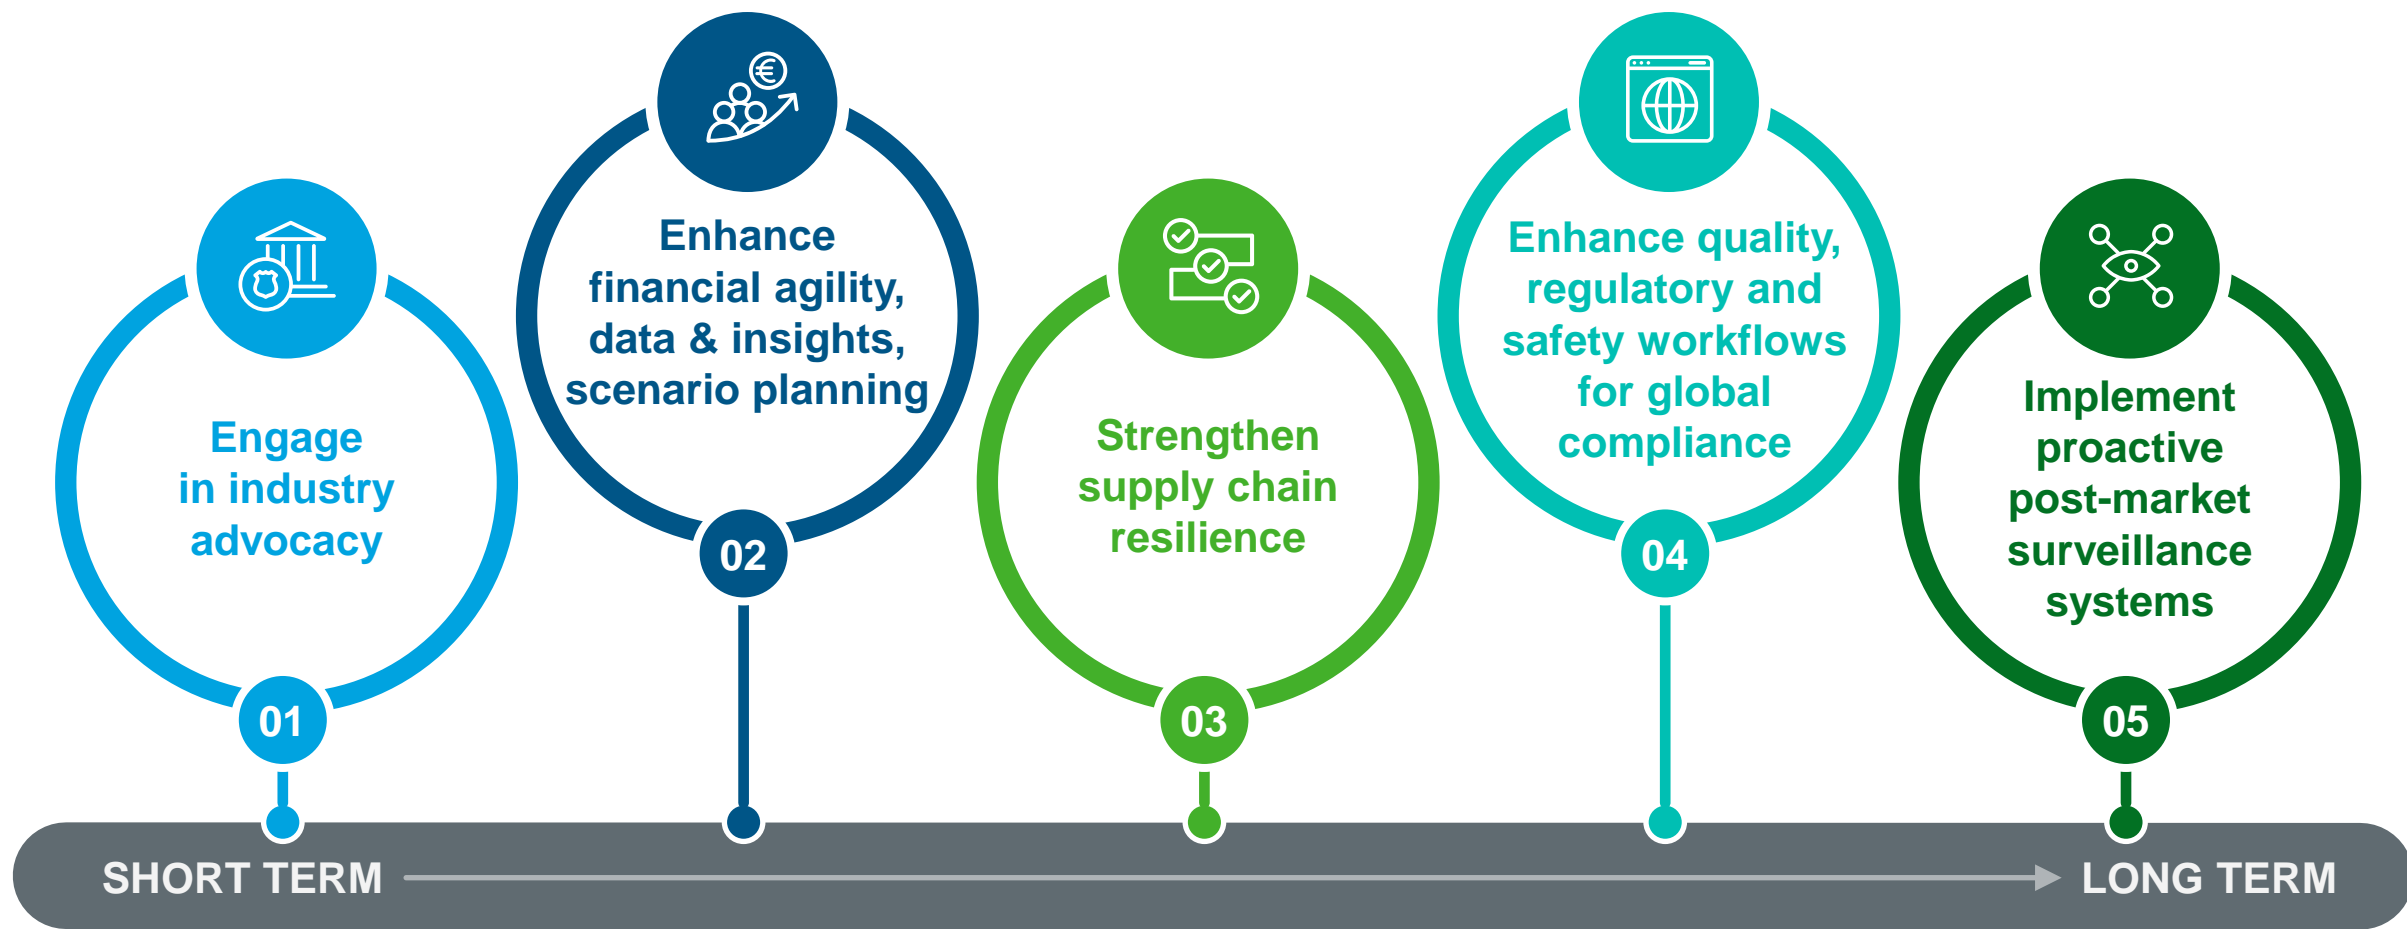 Engage
in industry
advocacy
01
Enhance
financial agility,
data & insights,
scenario planning
02
Strengthen
supply chain
resilience
03
Enhance quality,
regulatory and
safety workflows
for global
compliance
04
Implement
proactive
post-market
surveillance
systems
05
SHORT TERM
LONG TERM